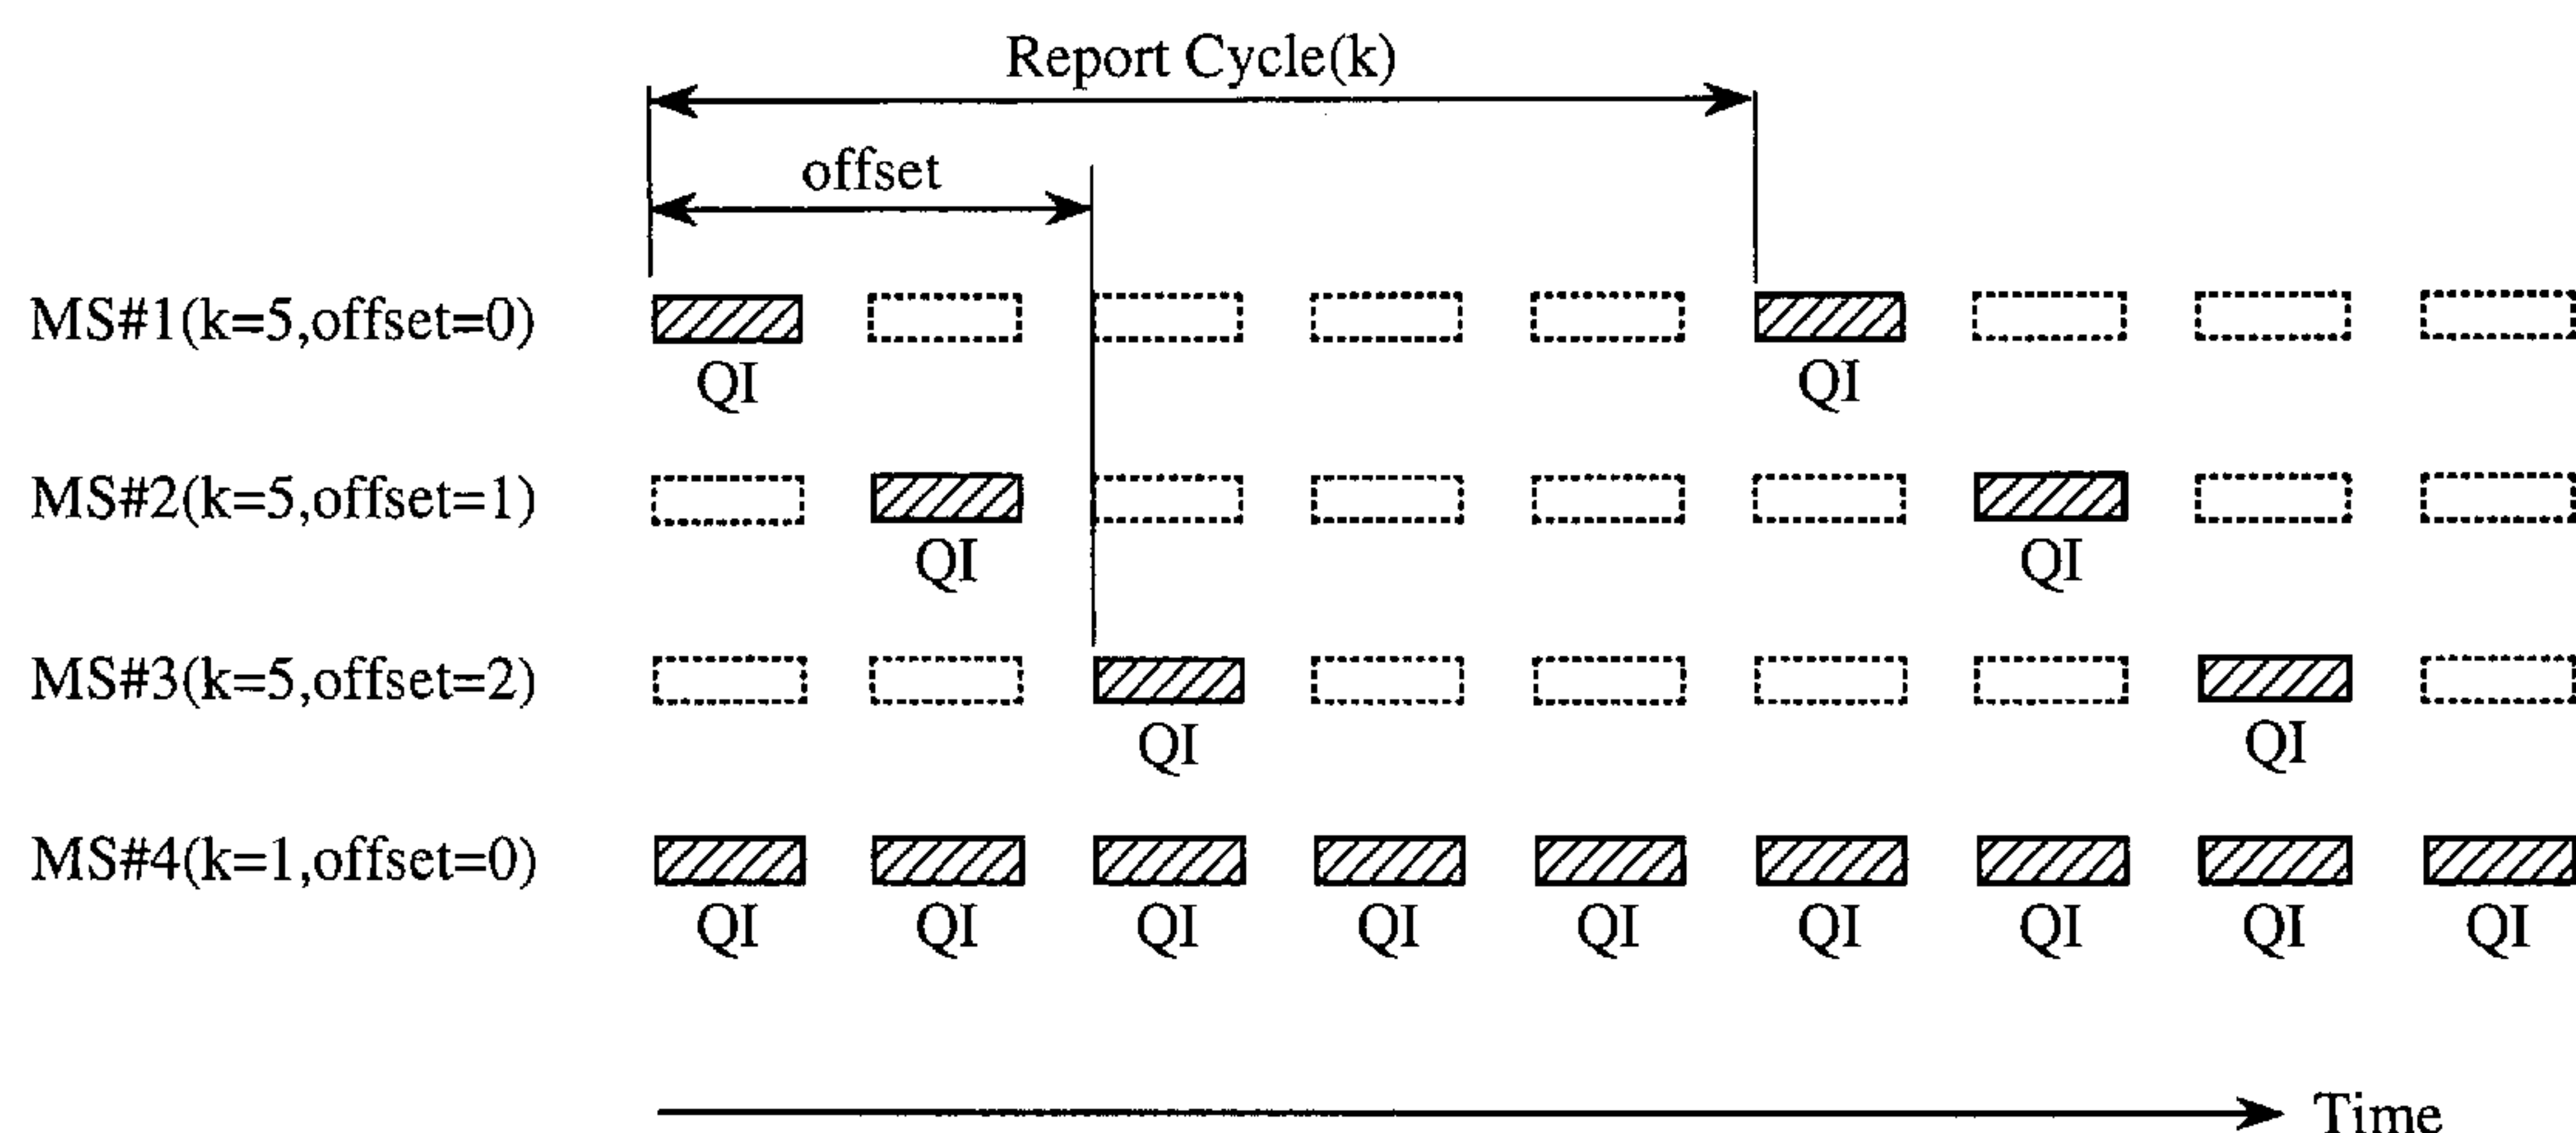 Report Cycle(k)
offset
MS#1(k=5,offset=0)
QI QI
MS#2(k=5,offset=1)
QI QI
MS#3(k=5,offset=2)
QI QI
MS#4(k=1,offset=0)
QI QI QI QI QI QI QI QI QI
Time